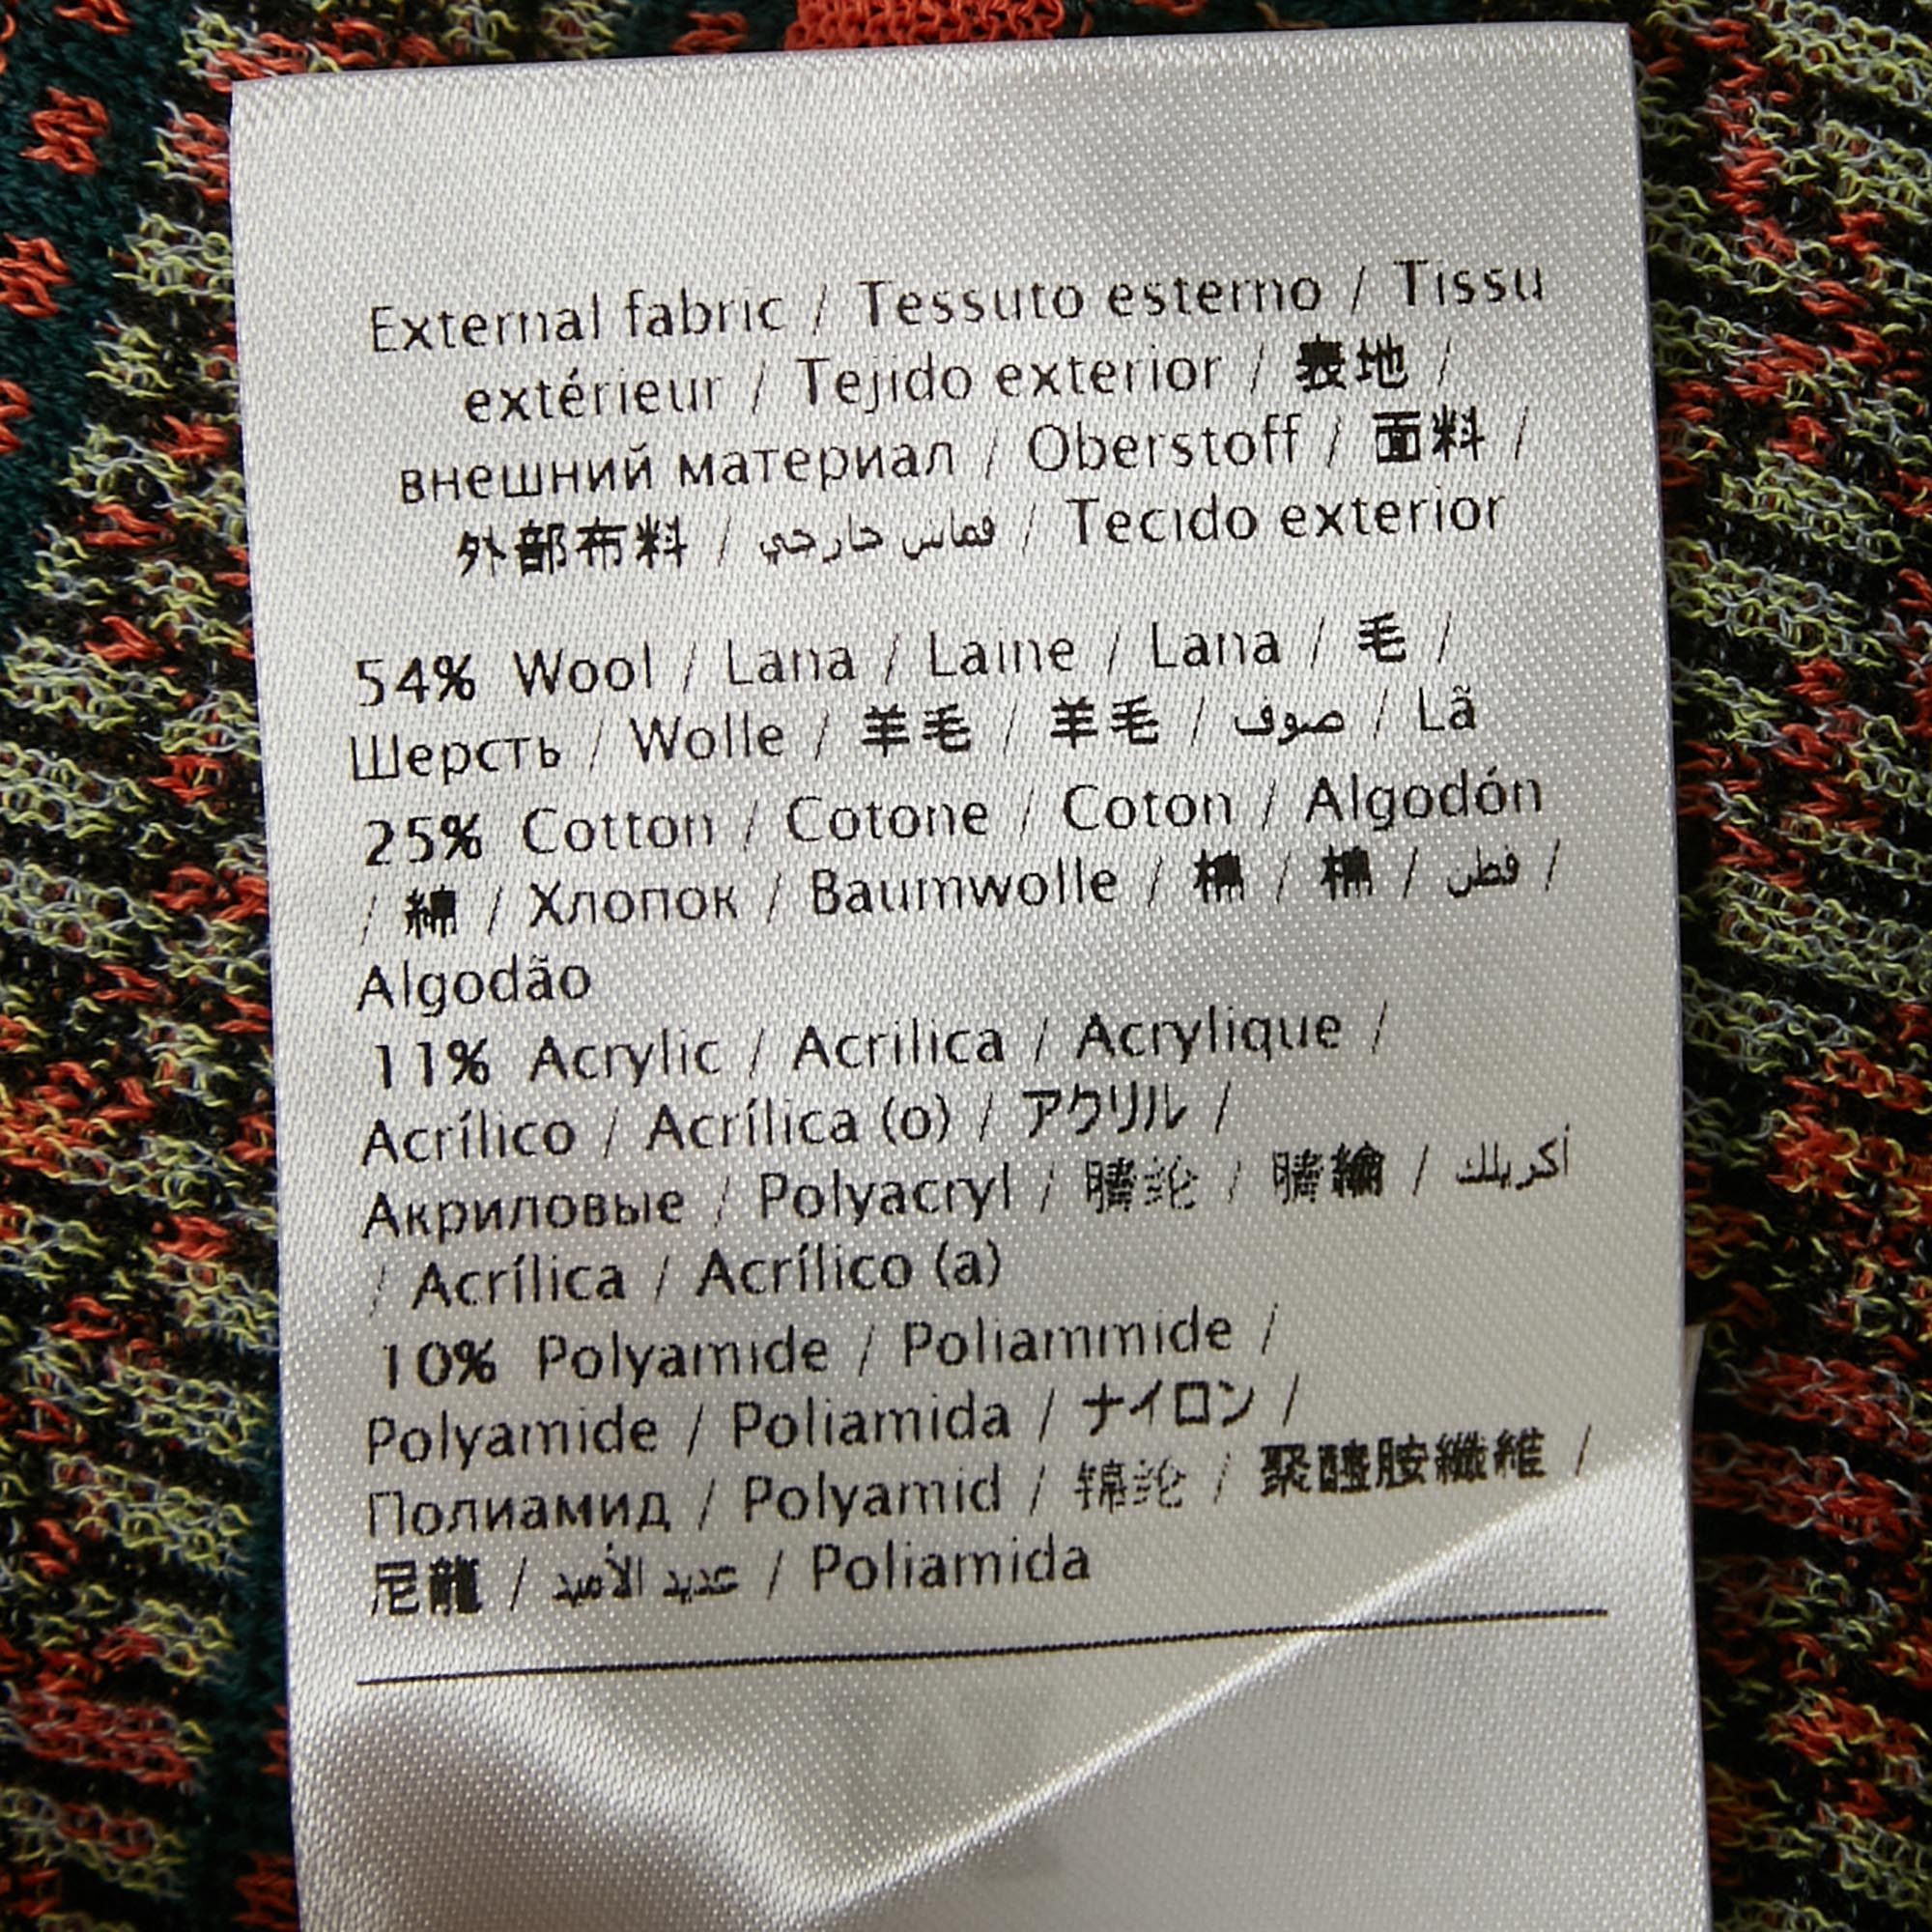 External fabric / Tessuto esterno / Tissu
extérieur / Tejido exterior / 表地 /
внешний материал / Oberstoff / 面料 /
外部布料 / قماش خارجي / Tecido exterior
54% Wool / Lana / Laine / Lana / 毛 /
Шерсть / Wolle / 羊毛 / 羊毛 / صوف / Lã
25% Cotton / Cotone / Coton / Algodón
/ 綿 / Хлопок / Baumwolle / 棉 / 棉 / قطن /
Algodão
11% Acrylic / Acrilica / Acrylique /
Acrílico / Acrílica (o) / アクリル /
Акриловые / Polyacryl / 腈纶 / 腈綸 / أكريلك
/ Acrílica / Acrílico (a)
10% Polyamide / Poliammide /
Polyamide / Poliamida / ナイロン /
Полиамид / Polyamid / 锦纶 / 聚醯胺纖維 /
尼龍 / عديد الأميد / Poliamida